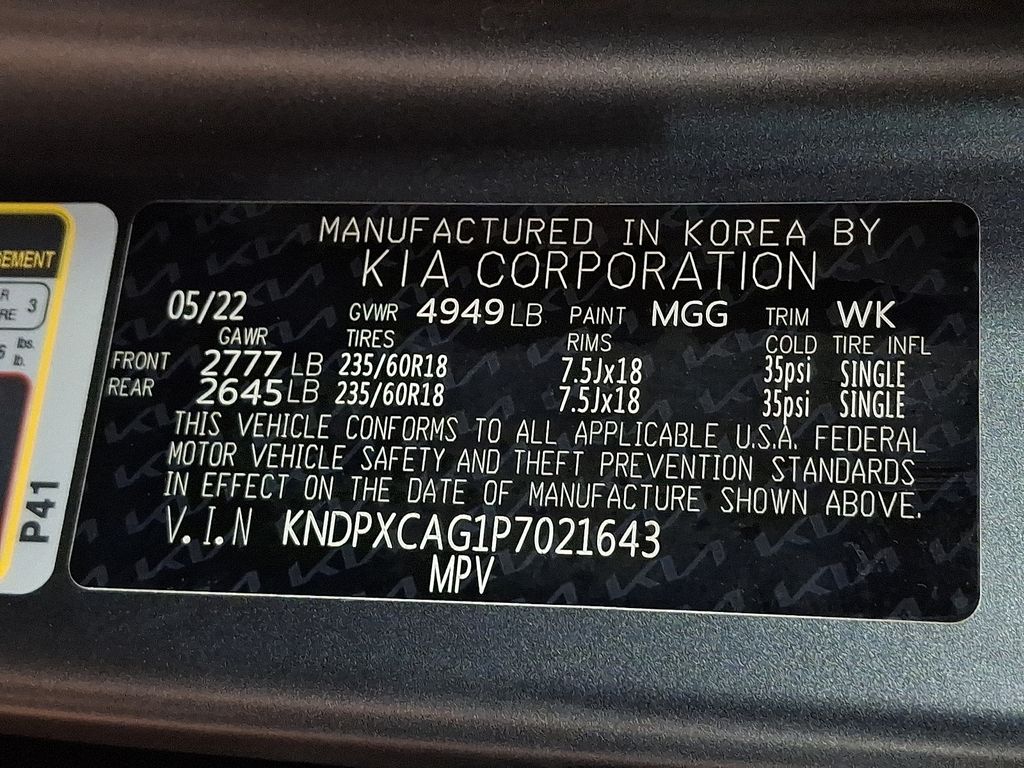 MANUFACTURED IN KOREA BY
KIA CORPORATION
05/22 GVWR 4949 LB PAINT MGG TRIM WK
GAWR TIRES RIMS COLD TIRE INFL
FRONT 2777 LB 235/60R18 7.5Jx18 35psi SINGLE
REAR 2645 LB 235/60R18 7.5Jx18 35psi SINGLE
THIS VEHICLE CONFORMS TO ALL APPLICABLE U.S.A. FEDERAL
MOTOR VEHICLE SAFETY AND THEFT PREVENTION STANDARDS
IN EFFECT ON THE DATE OF MANUFACTURE SHOWN ABOVE.
V.I.N KNDPXCAG1P7021643
MPV
3
lbs.
lb.
P41